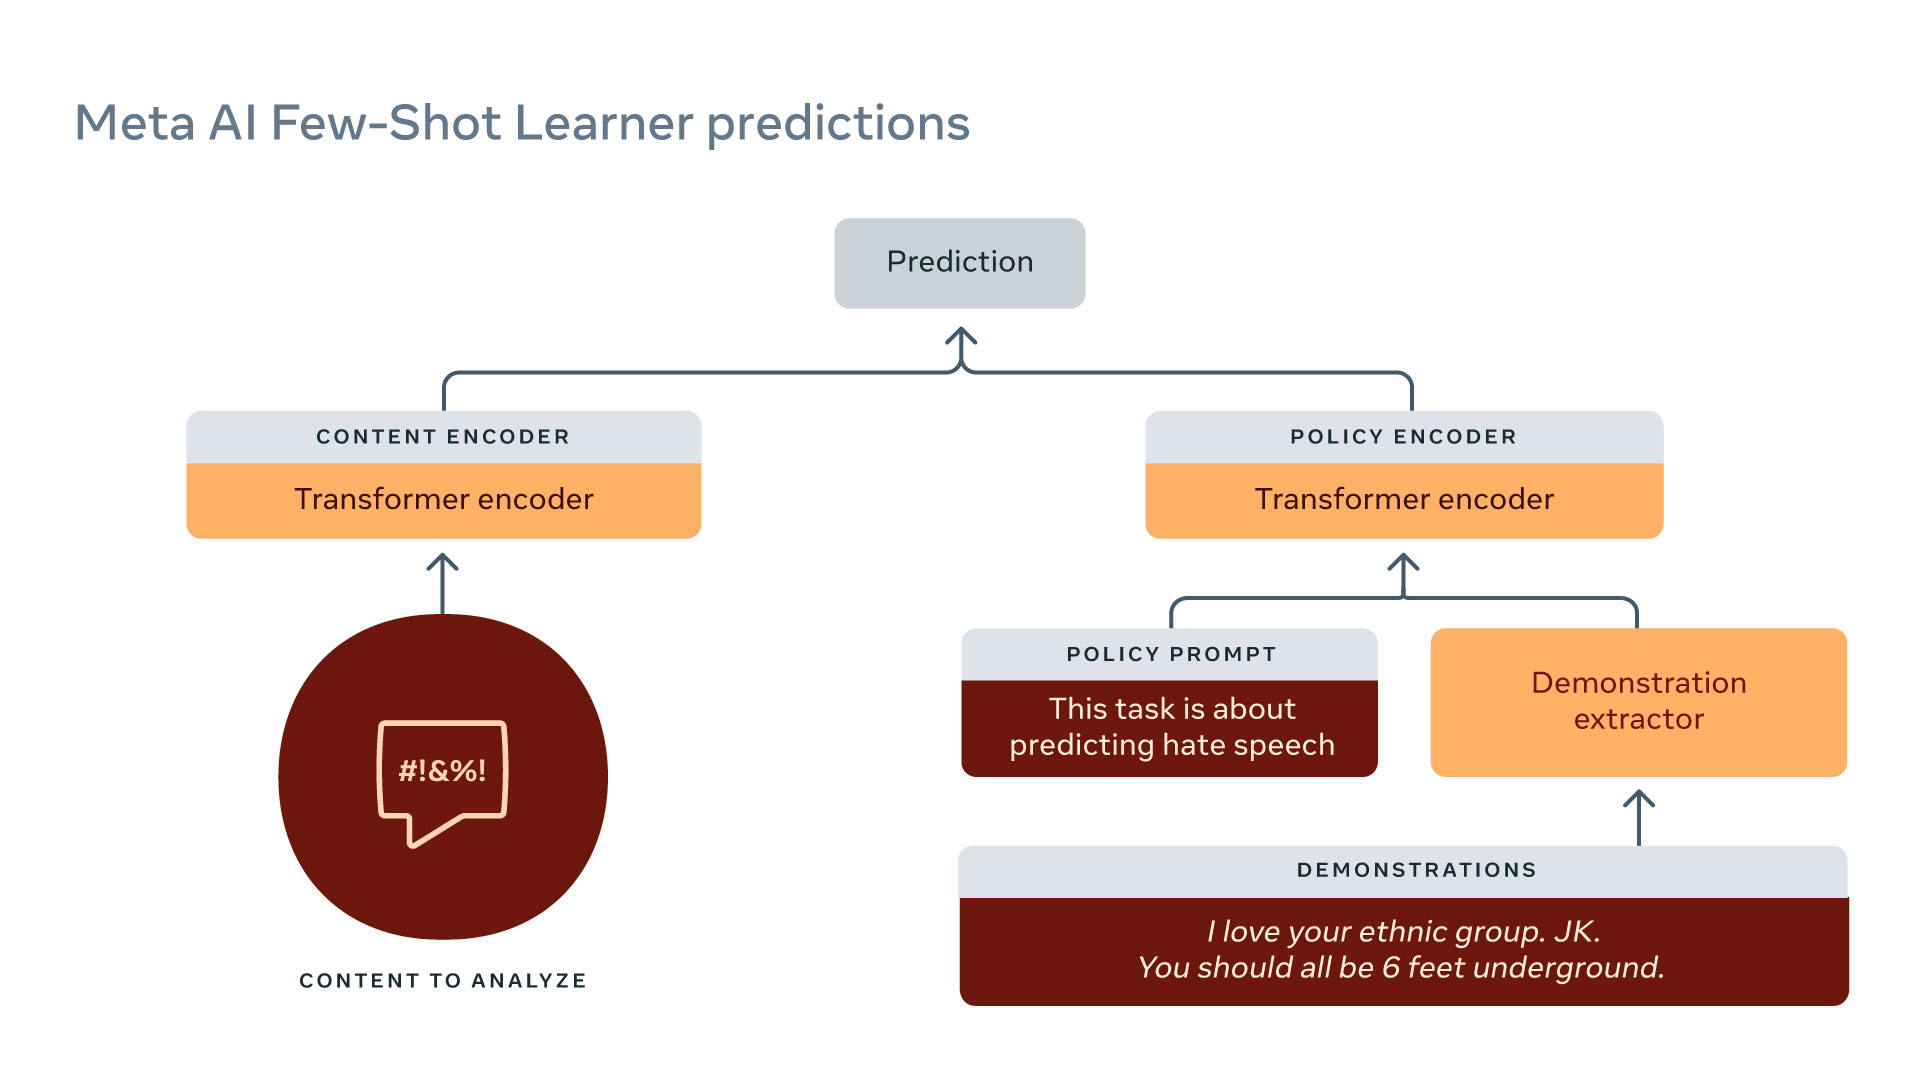 Meta AI Few-Shot Learner predictions
Prediction
CONTENT ENCODER
Transformer encoder
POLICY ENCODER
Transformer encoder
#!&%!
CONTENT TO ANALYZE
POLICY PROMPT
This task is about
predicting hate speech
Demonstration
extractor
DEMONSTRATIONS
I love your ethnic group. JK.
You should all be 6 feet underground.